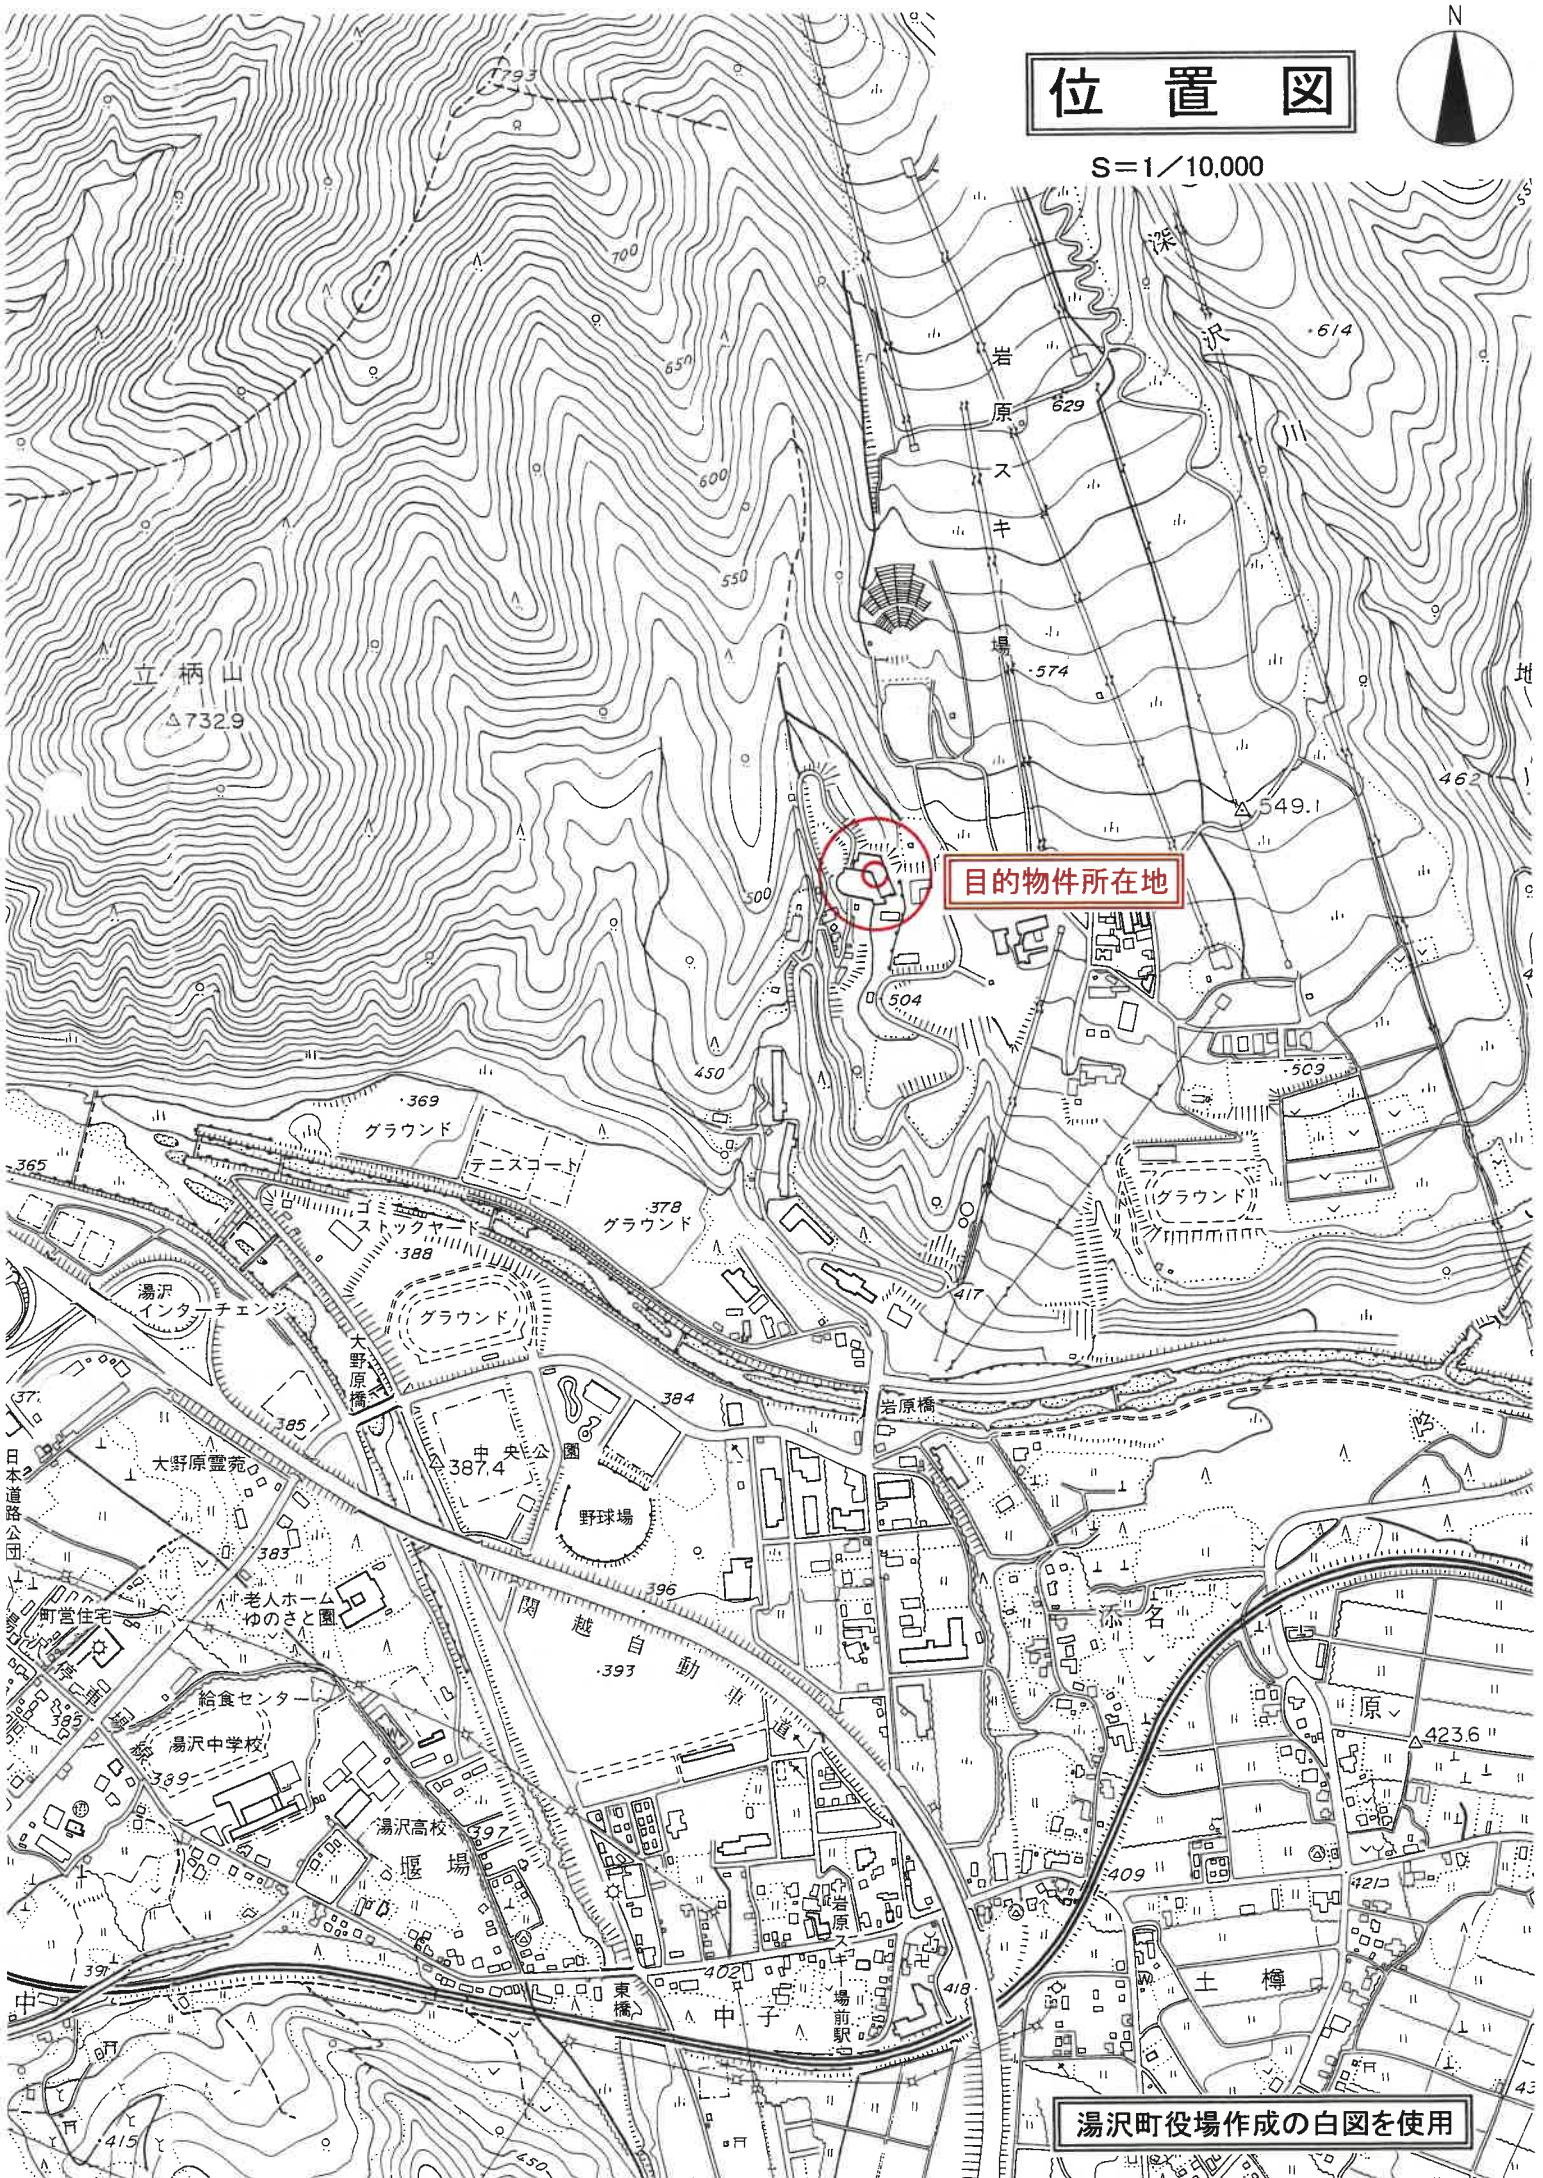 N
位置図
S=1/10,000
793
700
深沢川
614
650
岩原スキー場
629
600
550
574
立柄山
732.9
地
462
549.1
目的物件所在地
500
504
450
509
369
グラウンド
テニスコート
365
378
グラウンド
グラウンド
ストックヤード
388
湯沢
インターチェンジ
グラウンド
417
大野原橋
384
岩原橋
385
中央公園
387.4
大野原霊苑
日本道路公団
野球場
383
396
老人ホーム
ゆのさと園
町営住宅
関越自動車道
添名
393
原
給食センター
385
湯沢中学校
423.6
389
湯沢高校
397
堰場
409
421
岩原スキー場前駅
402
391
中
東橋
中子
418
土樽
415
450
湯沢町役場作成の白図を使用